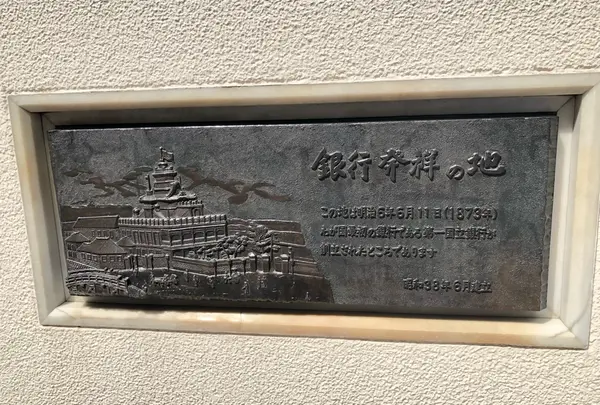 銀行発祥の地
この地は明治6年6月11日(1873年)
わが国最初の銀行である第一国立銀行が
創立されたところであります
昭和38年6月建立